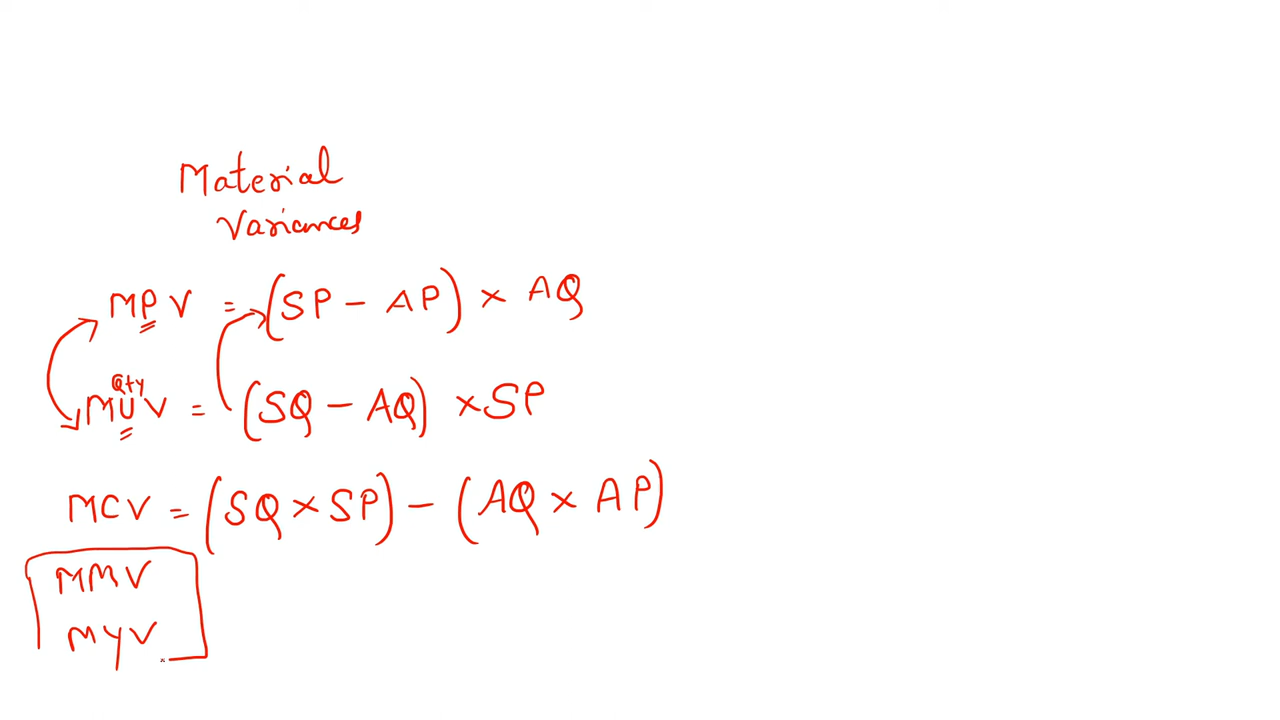 Material
Variances
MPV = (SP - AP) × AQ
Qty
MUV = (SQ - AQ) × SP
MCV = (SQ × SP) - (AQ × AP)
MMV
MYV